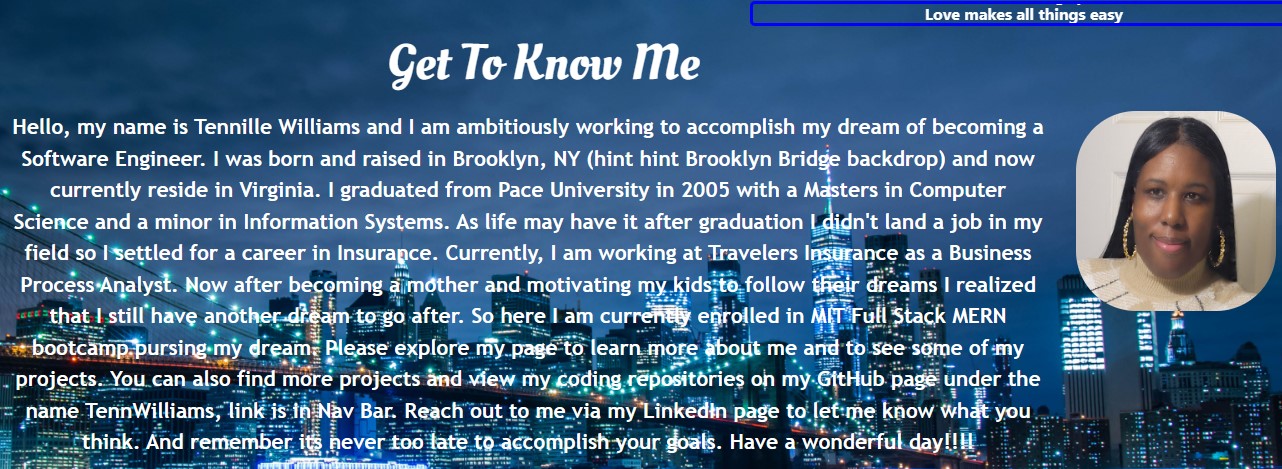 Love makes all things easy
Get To Know Me
Hello, my name is Tennille Williams and I am ambitiously working to accomplish my dream of becoming a
Software Engineer. I was born and raised in Brooklyn, NY (hint hint Brooklyn Bridge backdrop) and now
currently reside in Virginia. I graduated from Pace University in 2005 with a Masters in Computer
Science and a minor in Information Systems. As life may have it after graduation I didn't land a job in my
field so I settled for a career in Insurance. Currently, I am working at Travelers Insurance as a Business
Process Analyst. Now after becoming a mother and motivating my kids to follow their dreams I realized
that I still have another dream to go after. So here I am currently enrolled in MIT Full Stack MERN
bootcamp pursing my dream. Please explore my page to learn more about me and to see some of my
projects. You can also find more projects and view my coding repositories on my GitHub page under the
name TennWilliams, link is in Nav Bar. Reach out to me via my LinkedIn page to let me know what you
think. And remember its never too late to accomplish your goals. Have a wonderful day!!!!